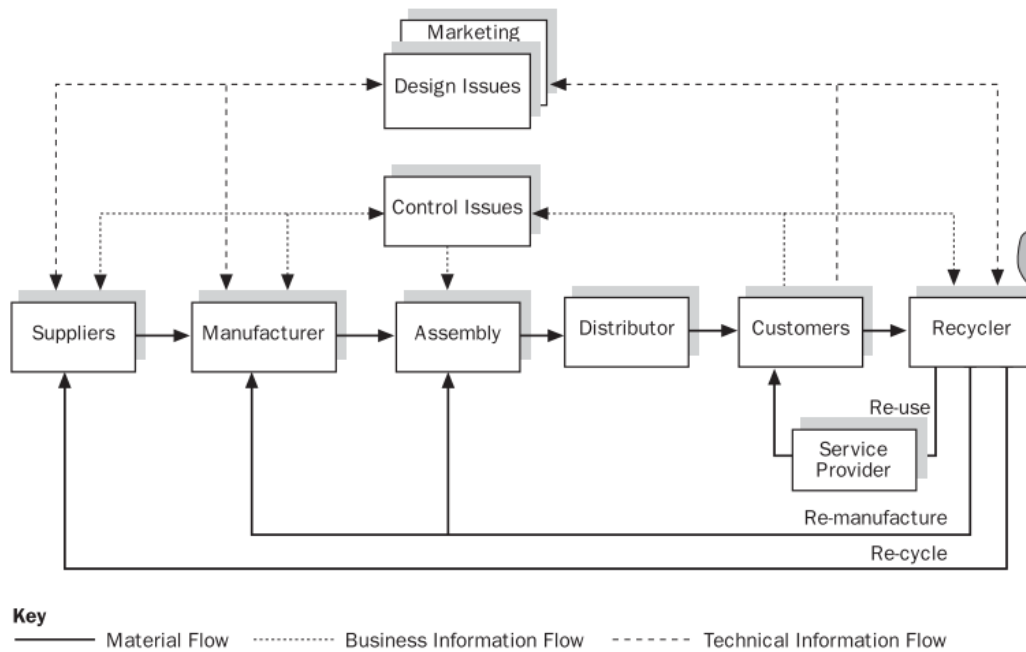 Marketing
Design Issues
Control Issues
Suppliers
Manufacturer
Assembly
Distributor
Customers
Recycler
Re-use
Service
Provider
Re-manufacture
Re-cycle
Key
Material Flow
Business Information Flow
Technical Information Flow